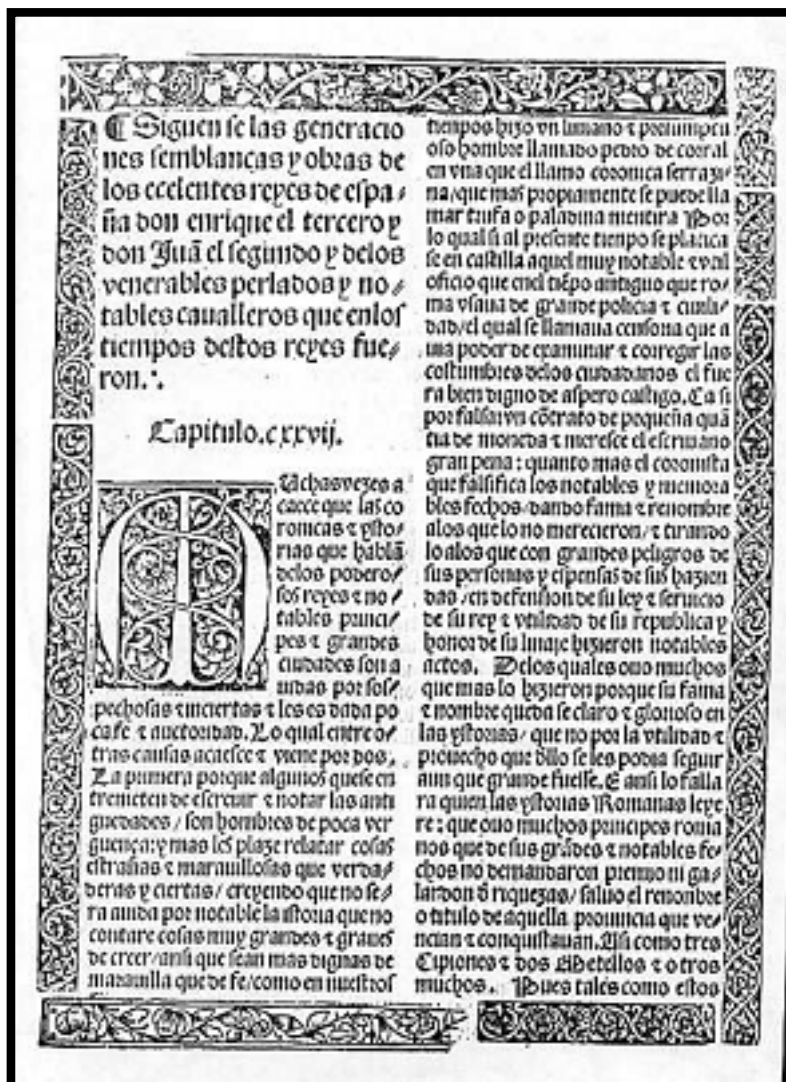 ¶ Siguen se las generacio
nes semblanças y obras de
los ecelentes reyes de espa/
ña don enrique el tercero y
don Juã el segundo y delos
venerables perlados y no/
tables caualleros que enlos
tiempos destos reyes fue/
ron.
Capitulo.cxxvij.
MUchas vezes a
caece que las co
ronicas ⁊ ysto/
rias que hablã
delos podero/
sos reyes ⁊ no/
tables princi/
pes ⁊ grandes
ciudades son a
uidas por sos/
pechosas ⁊ inciertas ⁊ les es dada po
ca fe ⁊ auctoridad. Lo qual entre o/
tras causas acaesce ⁊ viene por dos.
La primera porque algunos que se en
tremeten de escreuir ⁊ notar las anti
guedades / son hombres de poca ver
guença: y mas les plaze relatar cosas
estrañas ⁊ marauillosas que verda/
deras y ciertas / creyendo que no se/
ra auida por notable la istoria que no
contare cosas muy grandes ⁊ graues
de creer / ansi que sean mas dignas de
marauilla que de fe / como en nuestros
tienpos hizo vn liuiano ⁊ presumptu
oso hombre llamado pedro de corral
en vna que el llamo coronica serrazi/
na / que mas propiamente se puede lla
mar trufa o paladina mentira Por
lo qual si al presente tienpo se platica
se en castilla aquel muy notable ⁊ vtil
oficio que enel tiẽpo antiguo que ro/
ma vsaua de grande policia ⁊ ciuili/
dad / el qual se llamaua censoria que a
uia poder de examinar ⁊ corregir las
costumbres delos ciudadanos el fue
ra bien digno de aspero castigo. Ca si
por falsar vn cõtrato de pequeña quã
tia de moneda ⁊ meresce el escriuano
gran pena: quanto mas el coronista
que falsifica los notables y memora
bles fechos / dando fama ⁊ renombre
alos que lo no merecieron / ⁊ tirando
lo alos que con grandes peligros de
sus personas y espensas de sus hazien
das / en defension de su ley ⁊ seruicio
de su rey ⁊ vtilidad de su republica y
honor de su linaje hizieron notables
actos. Delos quales ouo muchos
que mas lo hizieron porque su fama
⁊ nombre queda se claro ⁊ glorioso en
las ystorias / que no por la vtilidad ⁊
prouecho que dello se les podia seguir
aun que grande fuesse. E ansi lo falla
ra quien las ystorias Romanas leye
re: que ouo muchos principes roma
nos que de sus grãdes ⁊ notables fe/
chos no demandaron premio ni ga/
lardon de riquezas / saluo el renonbre
o titulo de aquella prouincia que ve/
ncian ⁊ conquistauan. Asi como tres
Cipiones ⁊ dos Metellos ⁊ otros
muchos. Pues tales como estos